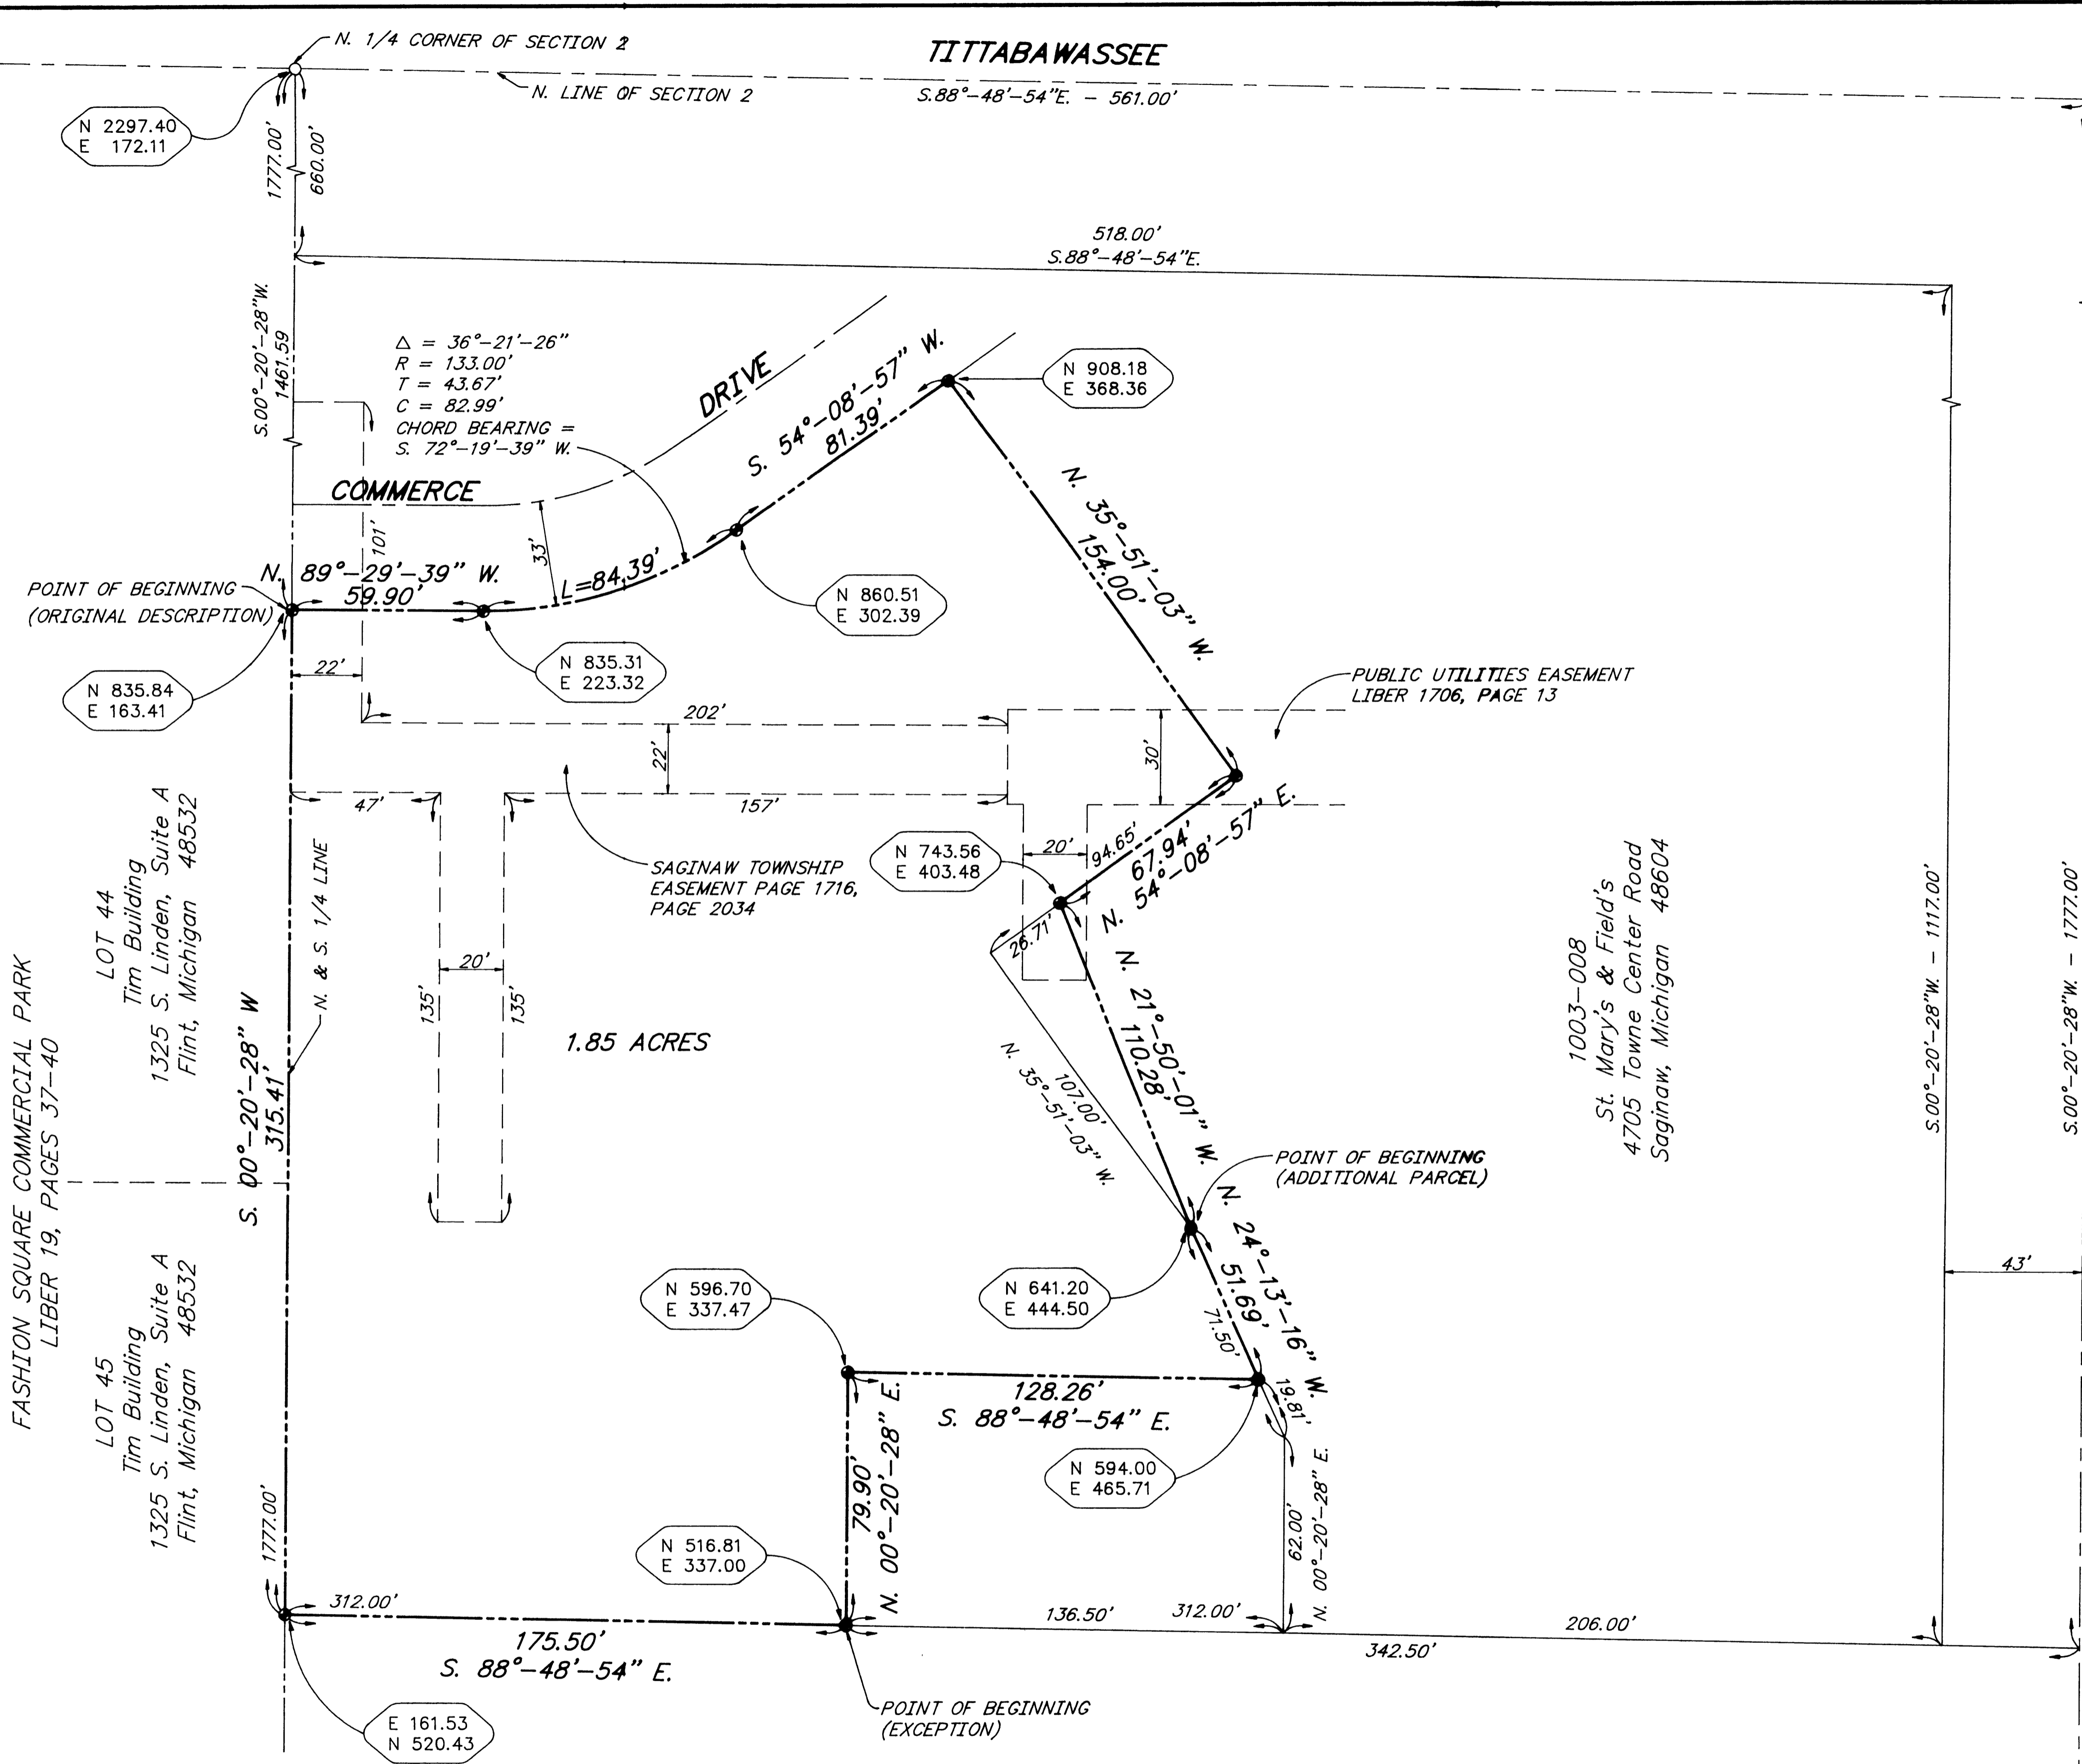 N. 1/4 CORNER OF SECTION 2
TITTABAWASSEE
N. LINE OF SECTION 2
S.88°-48'-54"E. - 561.00'
N 2297.40
E 172.11
1777.00'
660.00'
518.00'
S.88°-48'-54"E.
S.00°-20'-28"W.
1461.59
Δ = 36°-21'-26"
R = 133.00'
T = 43.67'
C = 82.99'
CHORD BEARING =
S. 72°-19'-39" W.
DRIVE
S. 54°-08'-57" W.
81.39'
N 908.18
E 368.36
COMMERCE
101'
33'
N. 35°-51'-03" W.
154.00'
POINT OF BEGINNING
(ORIGINAL DESCRIPTION)
N. 89°-29'-39" W.
59.90'
L=84.39'
N 860.51
E 302.39
N 835.84
E 163.41
22'
N 835.31
E 223.32
PUBLIC UTILITIES EASEMENT
LIBER 1706, PAGE 13
202'
22'
30'
47'
157'
SAGINAW TOWNSHIP
EASEMENT PAGE 1716,
PAGE 2034
N 743.56
E 403.48
20'
94.65'
67.94'
N. 54°-08'-57" E.
26.71'
LOT 44
Tim Building
1325 S. Linden, Suite A
Flint, Michigan 48532
N. & S. 1/4 LINE
FASHION SQUARE COMMERCIAL PARK
LIBER 19, PAGES 37-40
S. 00°-20'-28" W
315.41'
135'
20'
135'
1.85 ACRES
N. 21°-50'-01" W.
110.28'
107.00'
N. 35°-51'-03" W.
1003-008
St. Mary's & Field's
4705 Towne Center Road
Saginaw, Michigan 48604
S.00°-20'-28"W. - 1117.00'
S.00°-20'-28"W. - 1777.00'
POINT OF BEGINNING
(ADDITIONAL PARCEL)
N. 24°-13'-16" W.
51.69'
71.50'
43'
LOT 45
Tim Building
1325 S. Linden, Suite A
Flint, Michigan 48532
N 596.70
E 337.47
N 641.20
E 444.50
128.26'
S. 88°-48'-54" E.
19.81'
N 594.00
E 465.71
79.90'
N. 00°-20'-28" E.
62.00'
N. 00°-20'-28" E.
N 516.81
E 337.00
1777.00'
312.00'
175.50'
S. 88°-48'-54" E.
136.50'
312.00'
206.00'
342.50'
POINT OF BEGINNING
(EXCEPTION)
E 161.53
N 520.43